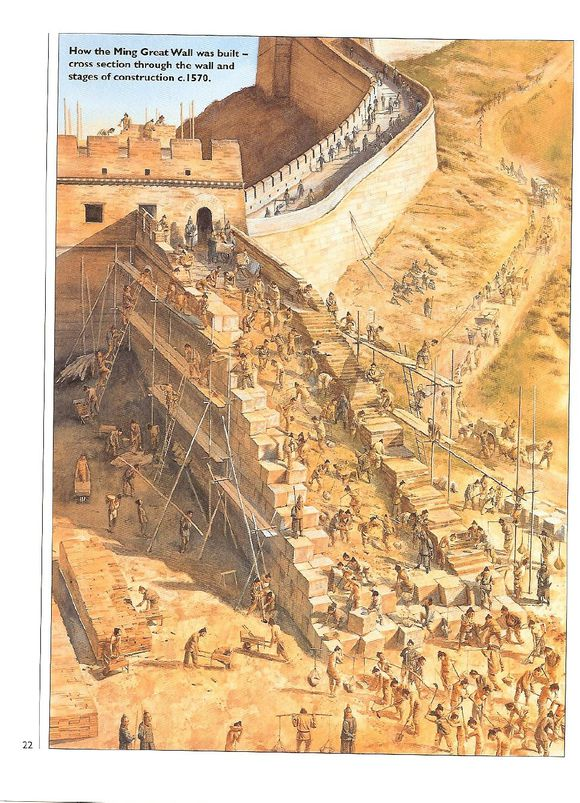 How the Ming Great Wall was built –
cross section through the wall and
stages of construction c.1570.
22